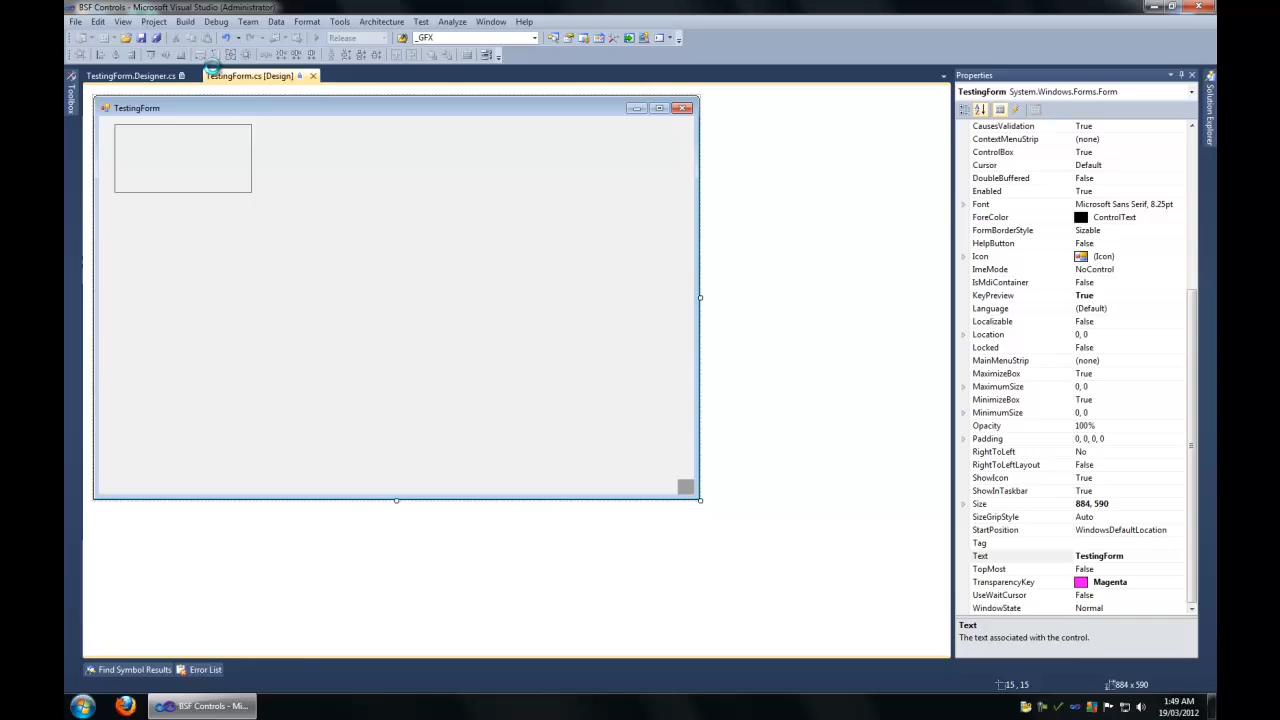 BSF Controls - Microsoft Visual Studio (Administrator)
File Edit View Project Build Debug Team Data Format Tools Architecture Test Analyze Window Help
Release _GFX
TestingForm.Designer.cs TestingForm.cs [Design]
Toolbox
TestingForm
Properties
TestingForm System.Windows.Forms.Form
CausesValidation True
ContextMenuStrip (none)
ControlBox True
Cursor Default
DoubleBuffered False
Enabled True
Font Microsoft Sans Serif, 8.25pt
ForeColor ControlText
FormBorderStyle Sizable
HelpButton False
Icon (Icon)
ImeMode NoControl
IsMdiContainer False
KeyPreview True
Language (Default)
Localizable False
Location 0, 0
Locked False
MainMenuStrip (none)
MaximizeBox True
MaximumSize 0, 0
MinimizeBox True
MinimumSize 0, 0
Opacity 100%
Padding 0, 0, 0, 0
RightToLeft No
RightToLeftLayout False
ShowIcon True
ShowInTaskbar True
Size 884, 590
SizeGripStyle Auto
StartPosition WindowsDefaultLocation
Tag
Text TestingForm
TopMost False
TransparencyKey Magenta
UseWaitCursor False
WindowState Normal
Text
The text associated with the control.
Solution Explorer
Find Symbol Results Error List
15 , 15 884 x 590
BSF Controls - Mi...
1:49 AM
19/03/2012